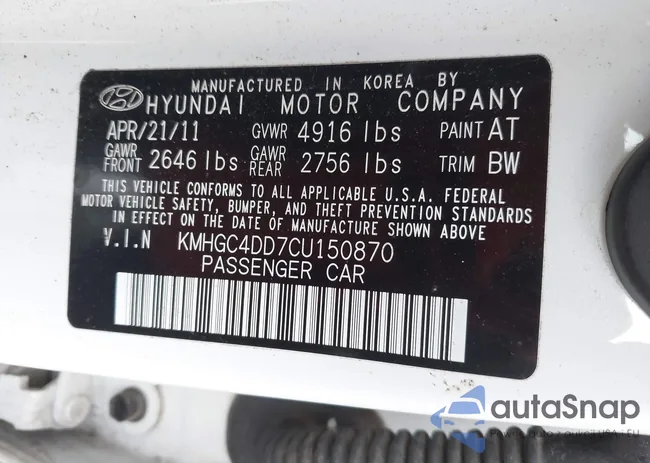 MANUFACTURED IN KOREA BY
HYUNDAI MOTOR COMPANY
APR/21/11 GVWR 4916 lbs PAINT AT
GAWR FRONT 2646 lbs GAWR REAR 2756 lbs TRIM BW
THIS VEHICLE CONFORMS TO ALL APPLICABLE U.S.A. FEDERAL
MOTOR VEHICLE SAFETY, BUMPER, AND THEFT PREVENTION STANDARDS
IN EFFECT ON THE DATE OF MANUFACTURE SHOWN ABOVE.
V.I.N KMHGC4DD7CU150870
PASSENGER CAR
autoSnap